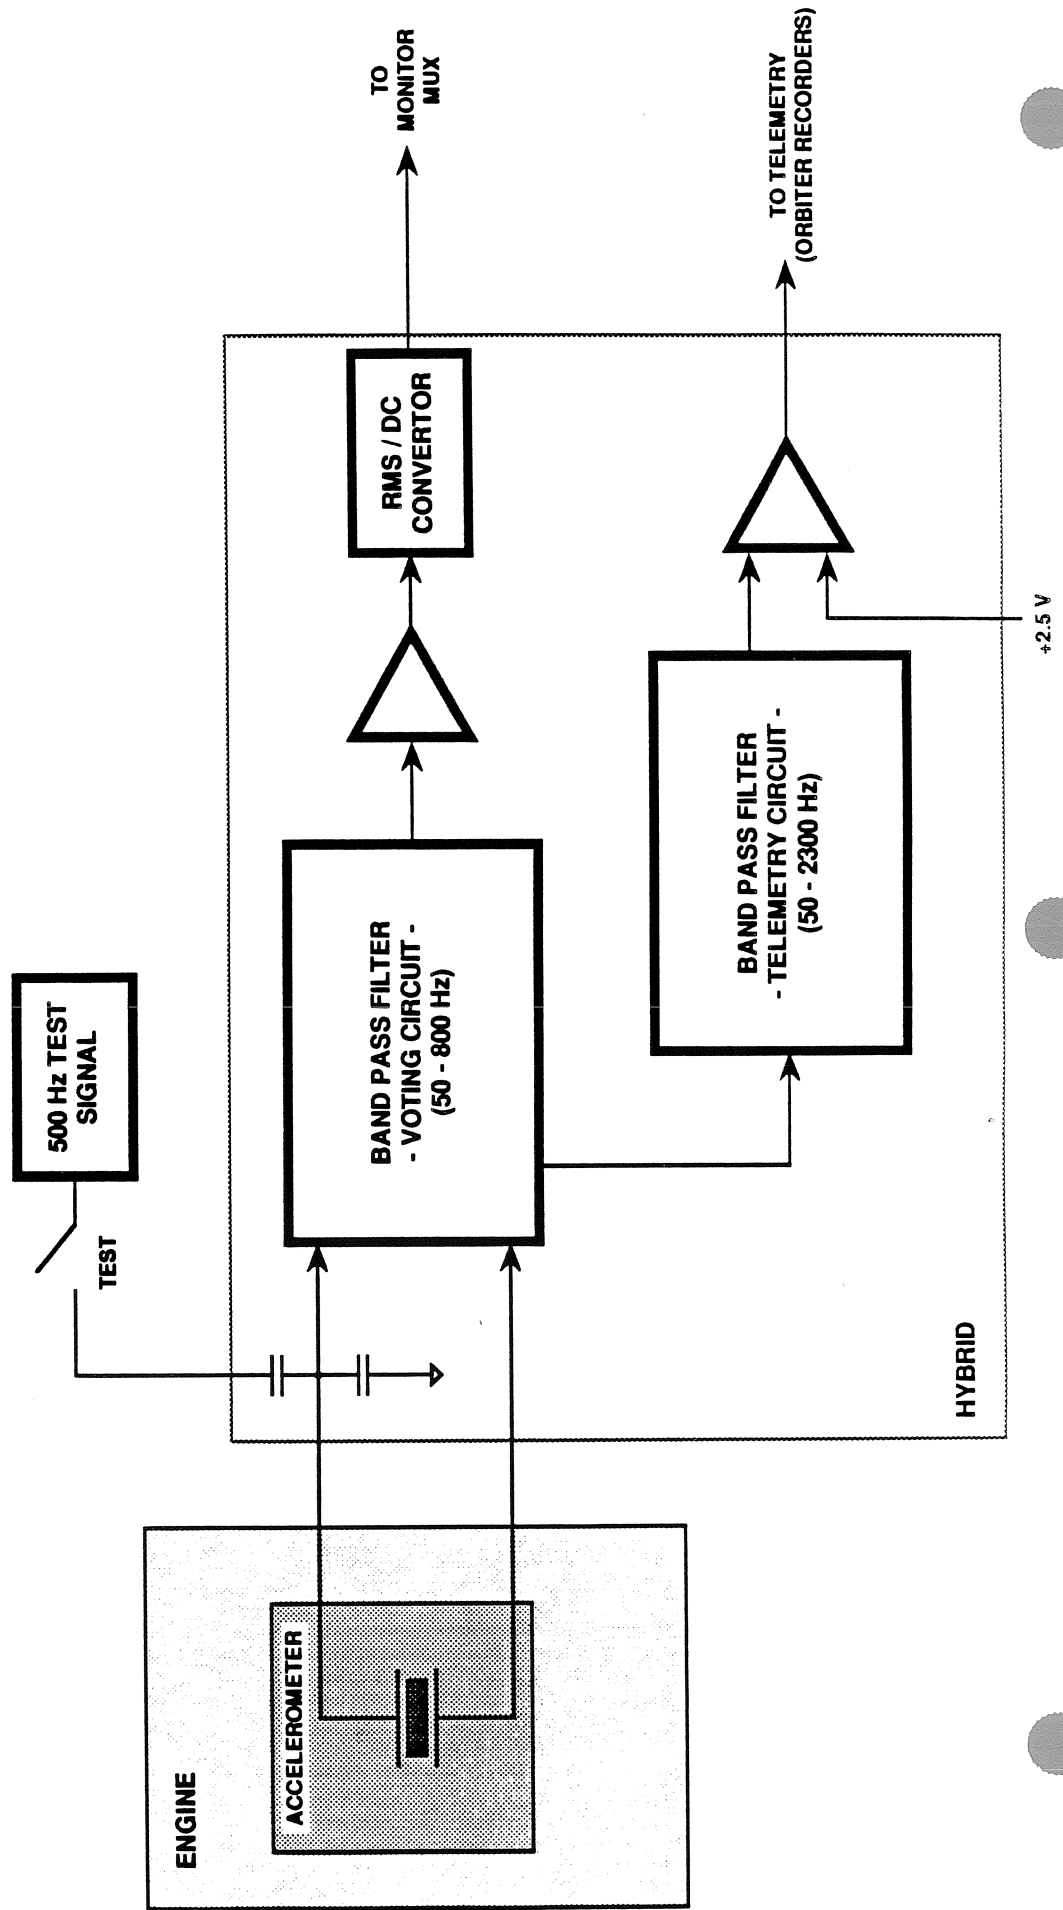 ENGINE
ACCELEROMETER
TEST
500 Hz TEST
SIGNAL
BAND PASS FILTER
- VOTING CIRCUIT -
(50 - 800 Hz)
RMS / DC
CONVERTOR
TO
MONITOR
MUX
BAND PASS FILTER
- TELEMETRY CIRCUIT -
(50 - 2300 Hz)
+2.5 V
TO TELEMETRY
(ORBITER RECORDERS)
HYBRID